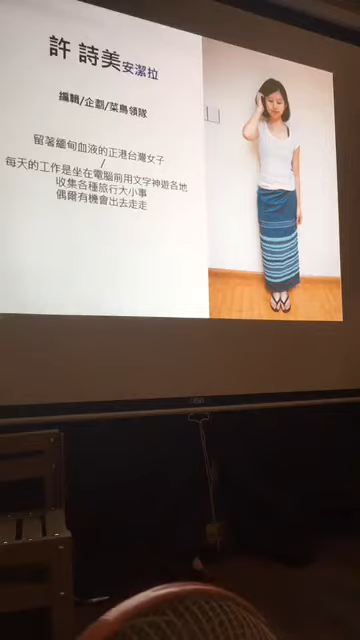 許 詩美安潔拉
編輯/企劃/菜鳥領隊
留著緬甸血液的正港台灣女子
/
每天的工作是坐在電腦前用文字神遊各地
收集各種旅行大小事
偶爾有機會出去走走